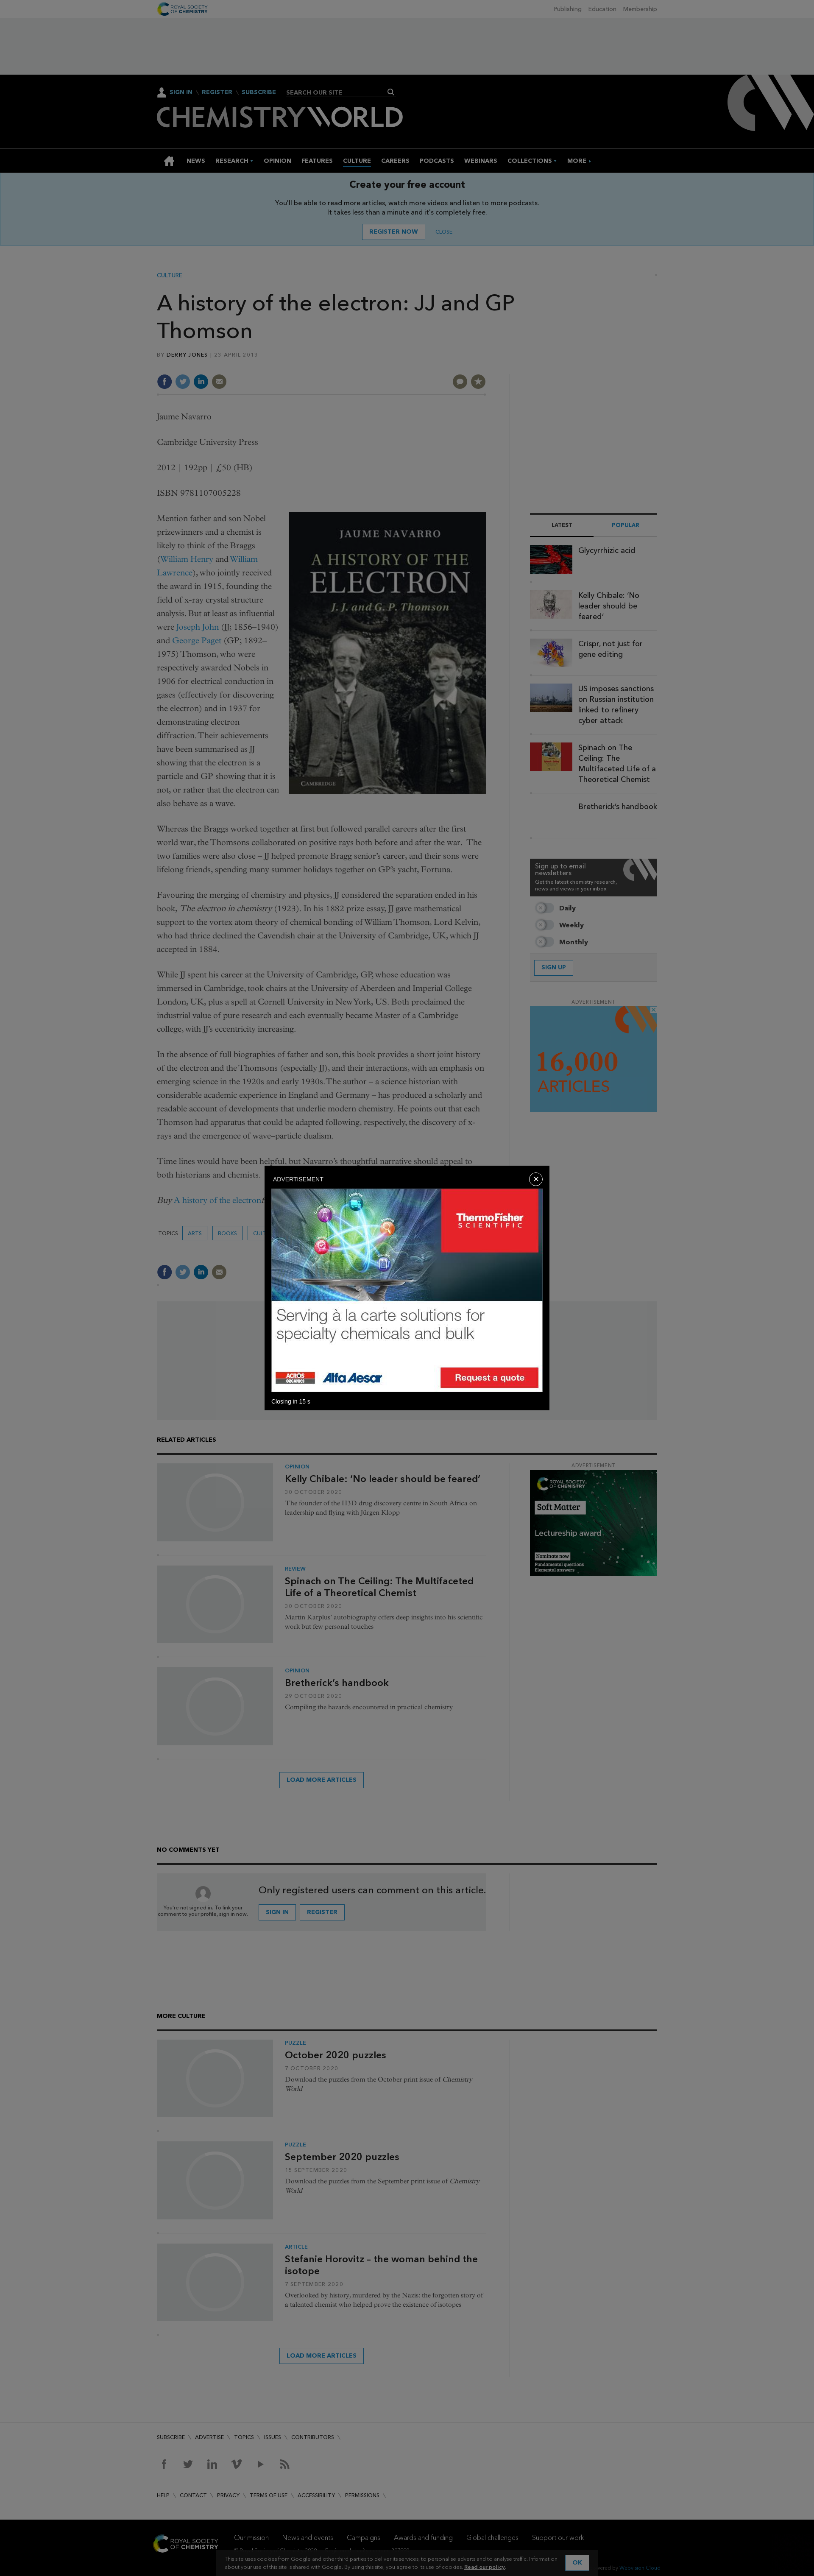 ROYAL SOCIETY
OF CHEMISTRY
Publishing Education Membership
SIGN IN \ REGISTER \ SUBSCRIBE
SEARCH OUR SITE
CHEMISTRY WORLD
NEWS RESEARCH OPINION FEATURES CULTURE CAREERS PODCASTS WEBINARS COLLECTIONS MORE
Create your free account
You'll be able to read more articles, watch more videos and listen to more podcasts.
It takes less than a minute and it's completely free.
REGISTER NOW CLOSE
CULTURE
A history of the electron: JJ and GP
Thomson
BY DERRY JONES | 23 APRIL 2013
Jaume Navarro
Cambridge University Press
2012 | 192pp | £50 (HB)
ISBN 9781107005228
Mention father and son Nobel
prizewinners and a chemist is
likely to think of the Braggs
(William Henry and William
Lawrence), who jointly received
the award in 1915, founding the
field of x-ray crystal structure
analysis. But at least as influential
were Joseph John (JJ; 1856–1940)
and George Paget (GP; 1892–
1975) Thomson, who were
respectively awarded Nobels in
1906 for electrical conduction in
gases (effectively for discovering
the electron) and in 1937 for
demonstrating electron
diffraction. Their achievements
have been summarised as JJ
showing that the electron is a
particle and GP showing that it is
not, or rather that the electron can
also behave as a wave.
JAUME NAVARRO
A HISTORY OF THE
ELECTRON
J. J. and G. P. Thomson
CAMBRIDGE
Whereas the Braggs worked together from first but followed parallel careers after the first
world war, the Thomsons collaborated on positive rays both before and after the war. The
two families were also close – JJ helped promote Bragg senior's career, and their sons were
lifelong friends, spending many summer holidays together on GP's yacht, Fortuna.
Favouring the merging of chemistry and physics, JJ considered the separation ended in his
book, The electron in chemistry (1923). In his 1882 prize essay, JJ gave mathematical
support to the vortex atom theory of chemical bonding of William Thomson, Lord Kelvin,
who had thrice declined the Cavendish chair at the University of Cambridge, UK, which JJ
accepted in 1884.
While JJ spent his career at the University of Cambridge, GP, whose education was
immersed in Cambridge, took chairs at the University of Aberdeen and Imperial College
London, UK, plus a spell at Cornell University in New York, US. Both proclaimed the
industrial value of pure research and each eventually became Master of a Cambridge
college, with JJ's eccentricity increasing.
In the absence of full biographies of father and son, this book provides a short joint history
of the electron and the Thomsons (especially JJ), and their interactions, with an emphasis on
emerging science in the 1920s and early 1930s. The author – a science historian with
considerable academic experience in England and Germany – has produced a scholarly and
readable account of developments that underlie modern chemistry. He points out that each
Thomson had apparatus that could be adapted following, respectively, the discovery of x-
rays and the emergence of wave–particle dualism.
Time lines would have been helpful, but Navarro's thoughtful narrative should appeal to
both historians and chemists.
Buy A history of the electron
TOPICS ARTS BOOKS
LATEST POPULAR
Glycyrrhizic acid
Kelly Chibale: 'No
leader should be
feared'
Crispr, not just for
gene editing
US imposes sanctions
on Russian institution
linked to refinery
cyber attack
Spinach on The
Ceiling: The
Multifaceted Life of a
Theoretical Chemist
Bretherick's handbook
Sign up to email
newsletters
Get the latest chemistry research,
news and views in your inbox
Daily
Weekly
Monthly
SIGN UP
ADVERTISEMENT
16,000
ARTICLES
ADVERTISEMENT
ThermoFisher
SCIENTIFIC
Serving à la carte solutions for
specialty chemicals and bulk
ACROS
ORGANICS
Alfa Aesar
Request a quote
Closing in 15 s
RELATED ARTICLES
OPINION
Kelly Chibale: 'No leader should be feared'
30 OCTOBER 2020
The founder of the H3D drug discovery centre in South Africa on
leadership and flying with Jürgen Klopp
REVIEW
Spinach on The Ceiling: The Multifaceted
Life of a Theoretical Chemist
30 OCTOBER 2020
Martin Karplus' autobiography offers deep insights into his scientific
work but few personal touches
OPINION
Bretherick's handbook
29 OCTOBER 2020
Compiling the hazards encountered in practical chemistry
LOAD MORE ARTICLES
ADVERTISEMENT
ROYAL SOCIETY
OF CHEMISTRY
Soft Matter
Lectureship award
Nominate now
Fundamental questions
Elemental answers
NO COMMENTS YET
You're not signed in. To link your
comment to your profile, sign in now.
Only registered users can comment on this article.
SIGN IN REGISTER
MORE CULTURE
PUZZLE
October 2020 puzzles
7 OCTOBER 2020
Download the puzzles from the October print issue of Chemistry
World
PUZZLE
September 2020 puzzles
15 SEPTEMBER 2020
Download the puzzles from the September print issue of Chemistry
World
ARTICLE
Stefanie Horovitz – the woman behind the
isotope
7 SEPTEMBER 2020
Overlooked by history, murdered by the Nazis: the forgotten story of
a talented chemist who helped prove the existence of isotopes
LOAD MORE ARTICLES
SUBSCRIBE \ ADVERTISE \ TOPICS \ ISSUES \ CONTRIBUTORS \
HELP \ CONTACT \ PRIVACY \ TERMS OF USE \ ACCESSIBILITY \ PERMISSIONS \
ROYAL SOCIETY
OF CHEMISTRY
Our mission News and events Campaigns Awards and funding Global challenges Support our work
This site uses cookies from Google and other third parties to deliver its services, to personalise adverts and to analyse traffic. Information
about your use of this site is shared with Google. By using this site, you agree to its use of cookies. Read our policy.
OK
Webvision Cloud